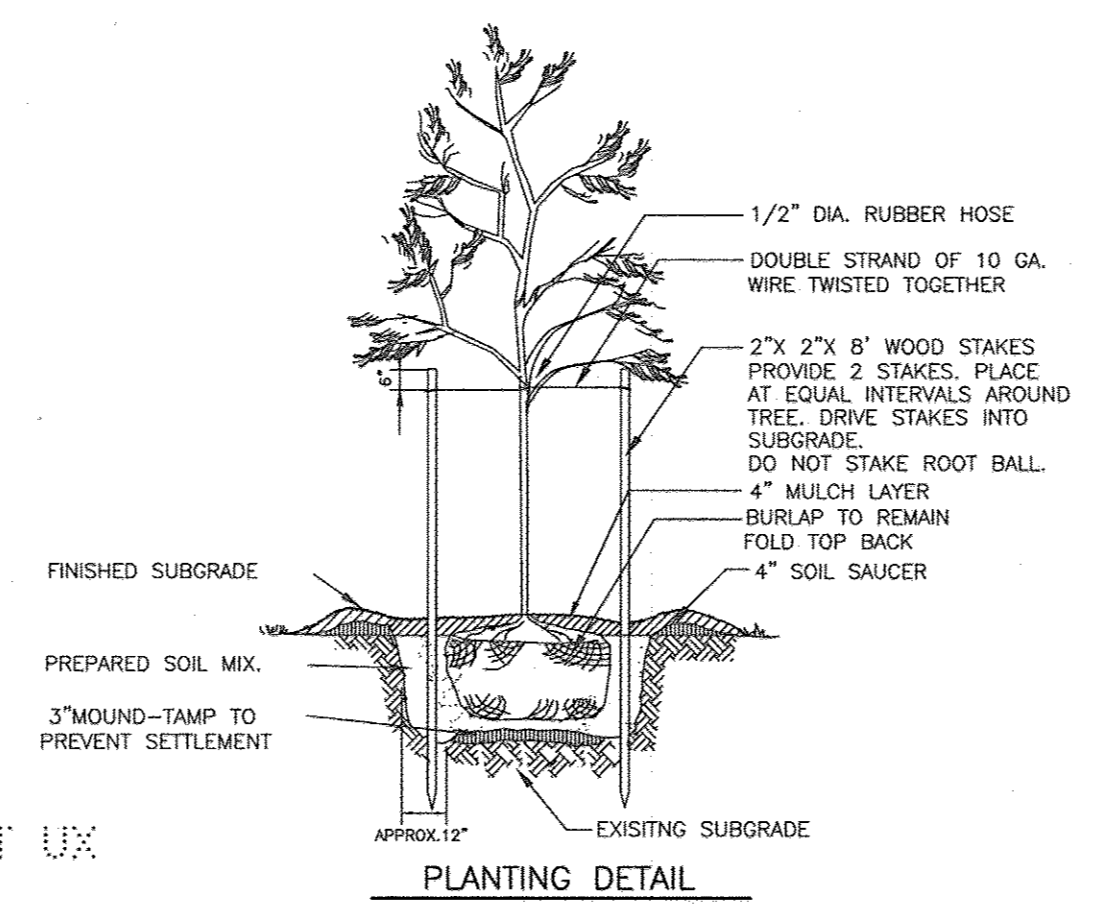 1/2" DIA. RUBBER HOSE
DOUBLE STRAND OF 10 GA.
WIRE TWISTED TOGETHER
2"X 2"X 8' WOOD STAKES
PROVIDE 2 STAKES. PLACE
AT EQUAL INTERVALS AROUND
TREE. DRIVE STAKES INTO
SUBGRADE.
DO NOT STAKE ROOT BALL.
4" MULCH LAYER
BURLAP TO REMAIN
FOLD TOP BACK
4" SOIL SAUCER
6"
FINISHED SUBGRADE
PREPARED SOIL MIX.
3"MOUND-TAMP TO
PREVENT SETTLEMENT
APPROX.12"
EXISITNG SUBGRADE
UX
PLANTING DETAIL